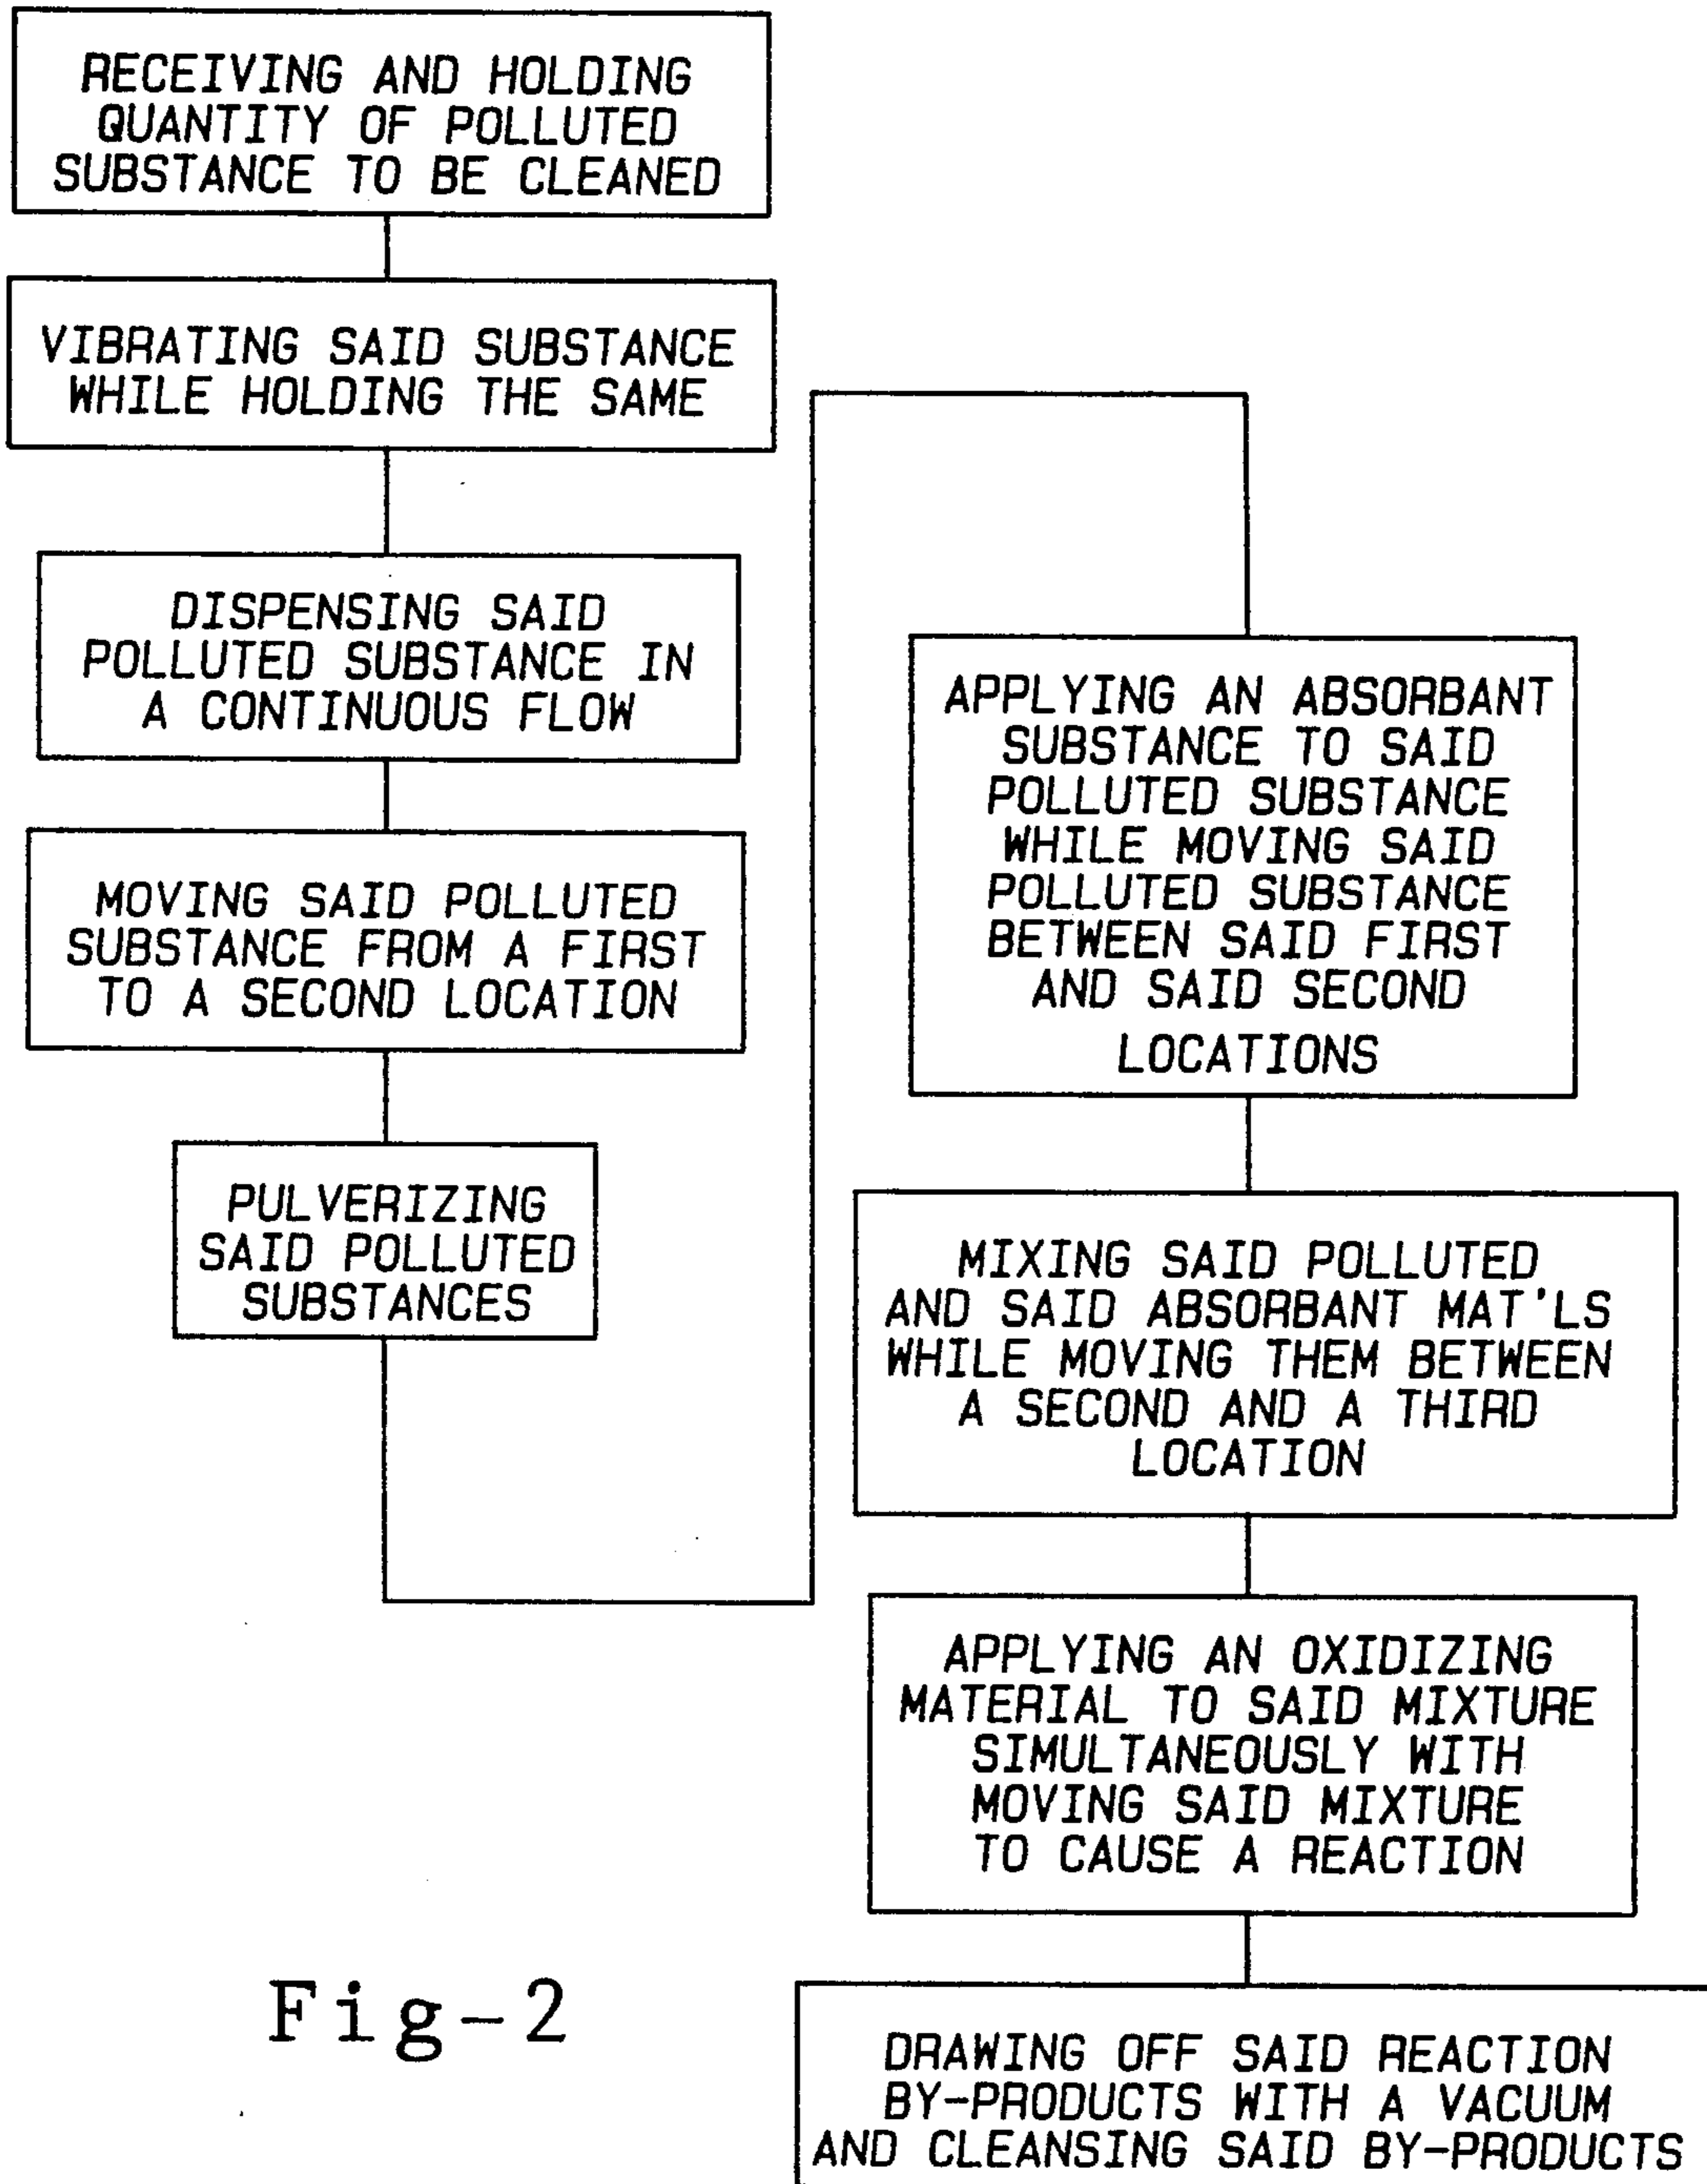 RECEIVING AND HOLDING
QUANTITY OF POLLUTED
SUBSTANCE TO BE CLEANED
VIBRATING SAID SUBSTANCE
WHILE HOLDING THE SAME
DISPENSING SAID
POLLUTED SUBSTANCE IN
A CONTINUOUS FLOW
MOVING SAID POLLUTED
SUBSTANCE FROM A FIRST
TO A SECOND LOCATION
PULVERIZING
SAID POLLUTED
SUBSTANCES
APPLYING AN ABSORBANT
SUBSTANCE TO SAID
POLLUTED SUBSTANCE
WHILE MOVING SAID
POLLUTED SUBSTANCE
BETWEEN SAID FIRST
AND SAID SECOND
LOCATIONS
MIXING SAID POLLUTED
AND SAID ABSORBANT MAT'LS
WHILE MOVING THEM BETWEEN
A SECOND AND A THIRD
LOCATION
APPLYING AN OXIDIZING
MATERIAL TO SAID MIXTURE
SIMULTANEOUSLY WITH
MOVING SAID MIXTURE
TO CAUSE A REACTION
DRAWING OFF SAID REACTION
BY-PRODUCTS WITH A VACUUM
AND CLEANSING SAID BY-PRODUCTS
Fig-2